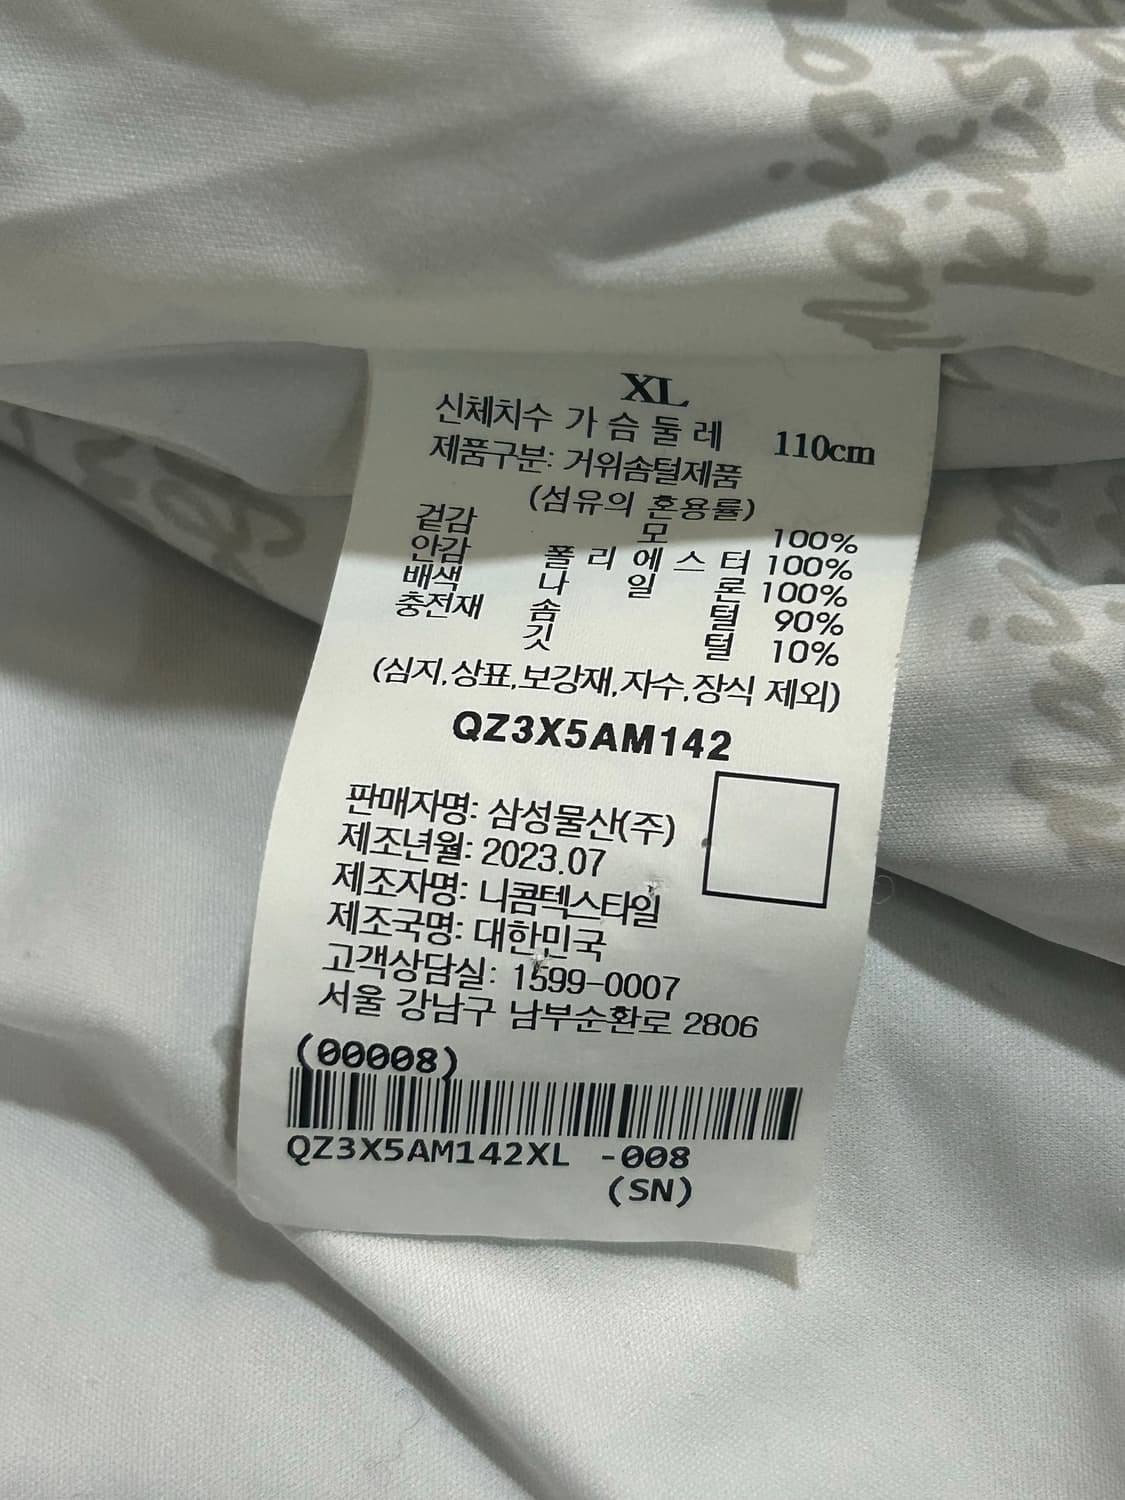 XL
신체치수 가 슴 둘 레 110cm
제품구분: 거위솜털제품
(섬유의 혼용률)
겉감 모 100%
안감 폴 리 에 스 터 100%
배색 나 일 론 100%
충전재 솜 털 90%
깃 털 10%
(심지,상표,보강재,자수,장식 제외)
QZ3X5AM142
판매자명: 삼성물산(주)
제조년월: 2023.07
제조자명: 니콤텍스타일
제조국명: 대한민국
고객상담실: 1599-0007
서울 강남구 남부순환로 2806
(00008)
QZ3X5AM142XL -008
(SN)